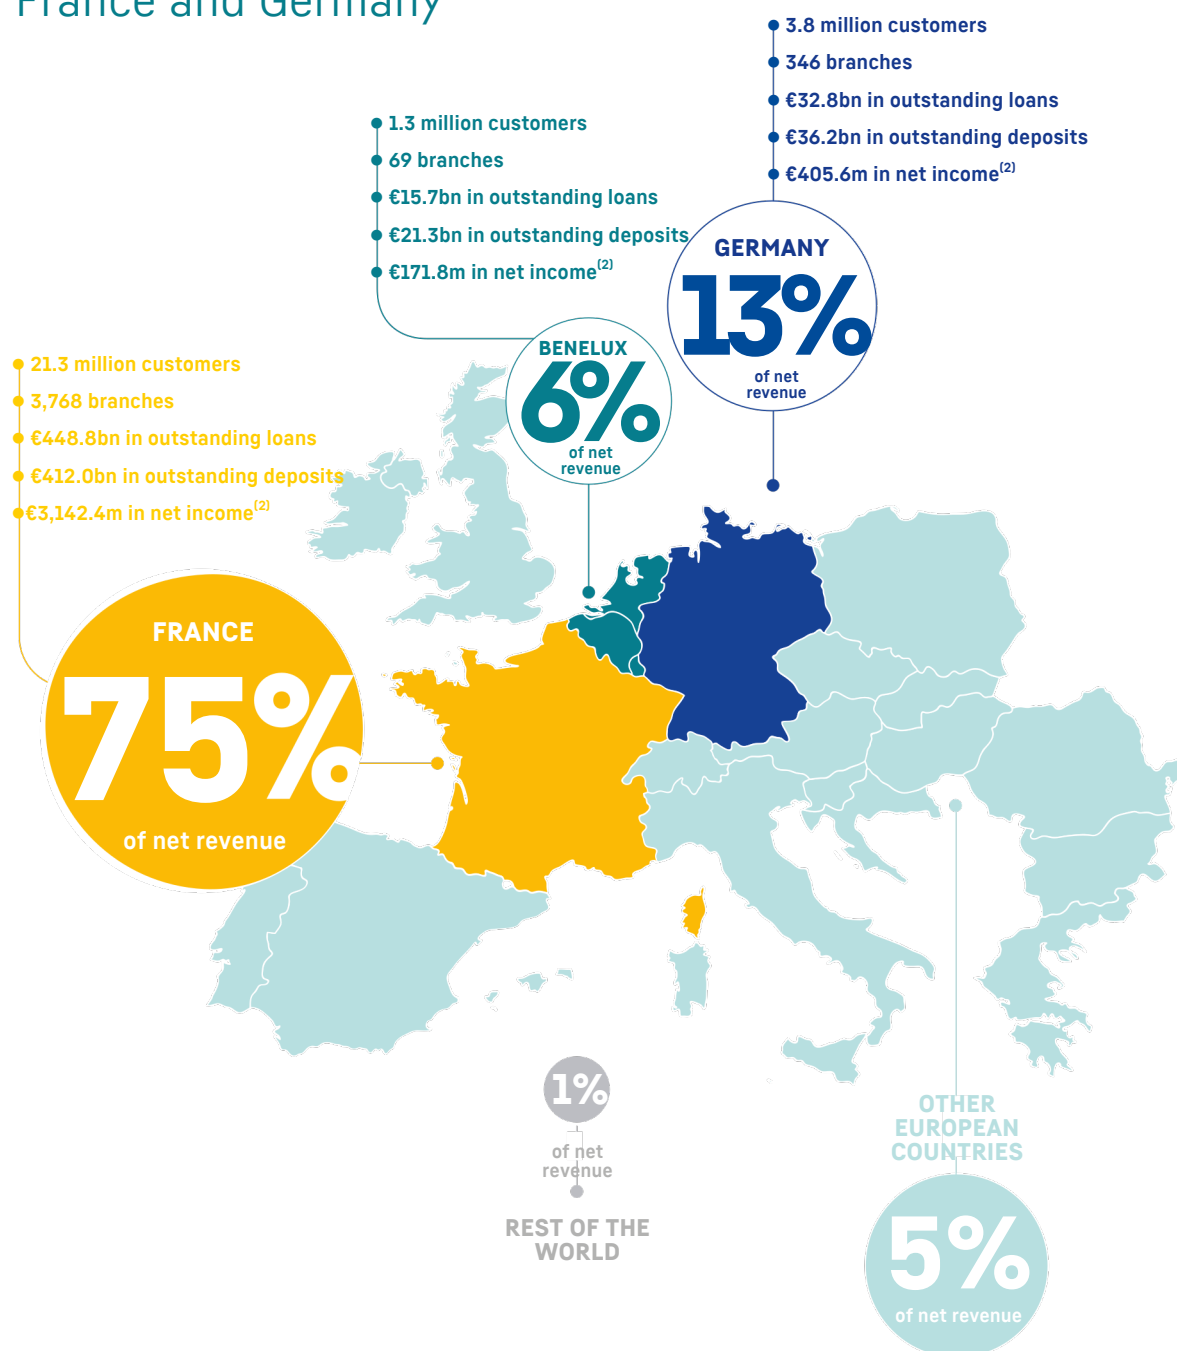 France and Germany
3.8 million customers
346 branches
€32.8bn in outstanding loans
€36.2bn in outstanding deposits
€405.6m in net income(2)
1.3 million customers
69 branches
€15.7bn in outstanding loans
€21.3bn in outstanding deposits
€171.8m in net income(2)
GERMANY
13%
of net
revenue
BENELUX
6%
of net
revenue
21.3 million customers
3,768 branches
€448.8bn in outstanding loans
€412.0bn in outstanding deposits
€3,142.4m in net income(2)
FRANCE
75%
of net revenue
1%
of net
revenue
REST OF THE
WORLD
OTHER
EUROPEAN
COUNTRIES
5%
of net revenue